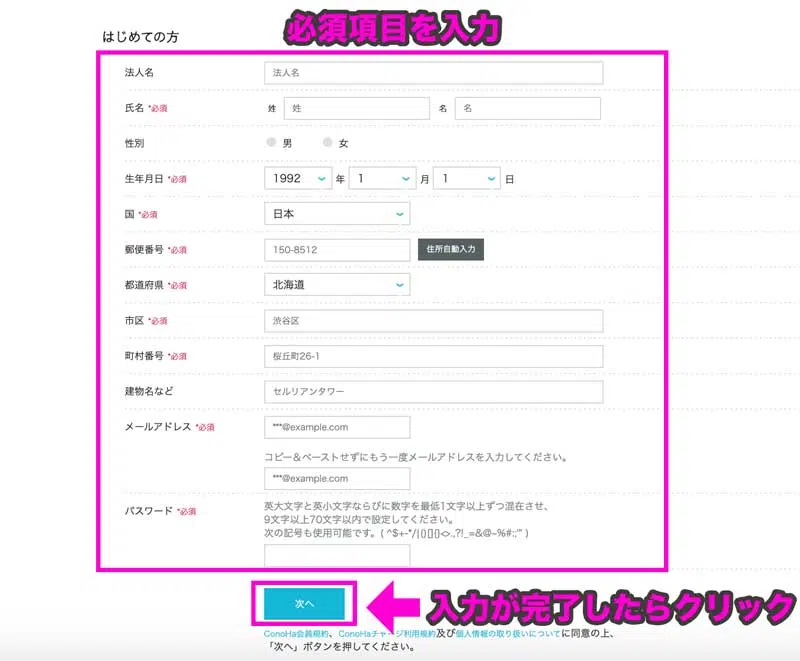 必須項目を入力
はじめての方
法人名 法人名
氏名 *必須 姓 姓 名 名
性別 男 女
生年月日 *必須 1992 年 1 月 1 日
国 *必須 日本
郵便番号 *必須 150-8512 住所自動入力
都道府県 *必須 北海道
市区 *必須 渋谷区
町村番号 *必須 桜丘町26-1
建物名など セルリアンタワー
メールアドレス *必須 ***@example.com
コピー&ペーストせずにもう一度メールアドレスを入力してください。
***@example.com
パスワード *必須 英大文字と英小文字ならびに数字を最低1文字以上ずつ混在させ、
9文字以上70文字以内で設定してください。
次の記号も使用可能です。( ^$+-*/|()[]{}<>.,?!_=&@~%#:;'" )
次へ 入力が完了したらクリック
ConoHa会員規約、ConoHaチャージ利用規約及び個人情報の取り扱いについてに同意の上、
「次へ」ボタンを押してください。